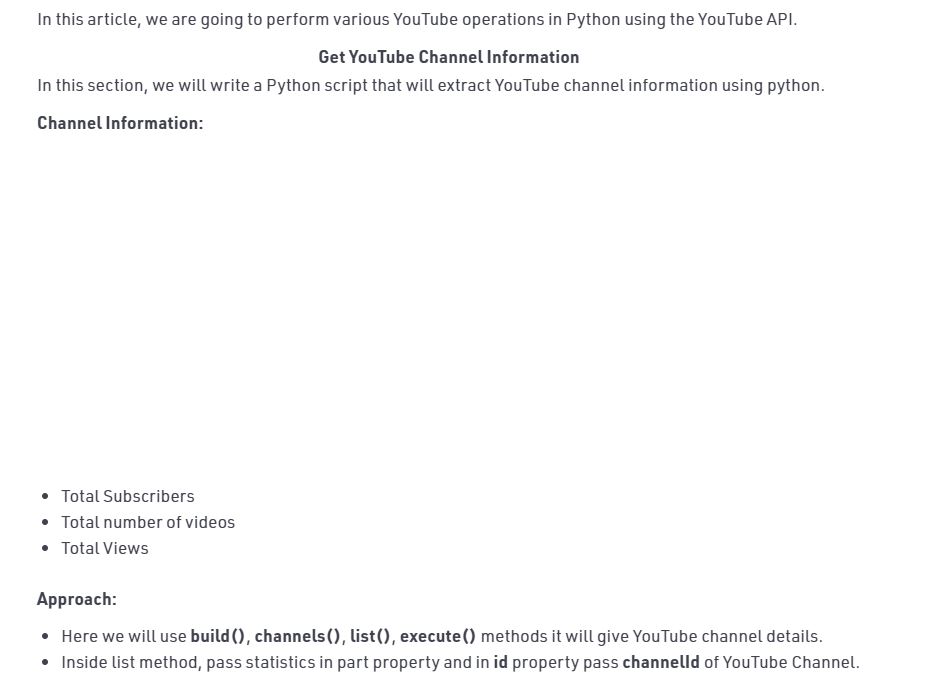 In this article, we are going to perform various YouTube operations in Python using the YouTube API.
Get YouTube Channel Information
In this section, we will write a Python script that will extract YouTube channel information using python.
Channel Information:
• Total Subscribers
• Total number of videos
• Total Views
Approach:
• Here we will use build(), channels(), list(), execute() methods it will give YouTube channel details.
• Inside list method, pass statistics in part property and in id property pass channelId of YouTube Channel.